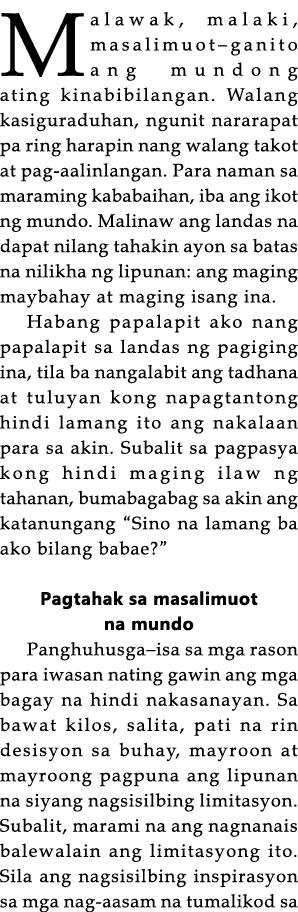 Malawak, malaki,
masalimuot–ganito
ang mundong
ating kinabibilangan. Walang
kasiguraduhan, ngunit nararapat
pa ring harapin nang walang takot
at pag-aalinlangan. Para naman sa
maraming kababaihan, iba ang ikot
ng mundo. Malinaw ang landas na
dapat nilang tahakin ayon sa batas
na nilikha ng lipunan: ang maging
maybahay at maging isang ina.
Habang papalapit ako nang
papalapit sa landas ng pagiging
ina, tila ba nangalabit ang tadhana
at tuluyan kong napagtantong
hindi lamang ito ang nakalaan
para sa akin. Subalit sa pagpasya
kong hindi maging ilaw ng
tahanan, bumabagabag sa akin ang
katanungang “Sino na lamang ba
ako bilang babae?”
Pagtahak sa masalimuot
na mundo
Panghuhusga–isa sa mga rason
para iwasan nating gawin ang mga
bagay na hindi nakasanayan. Sa
bawat kilos, salita, pati na rin
desisyon sa buhay, mayroon at
mayroong pagpuna ang lipunan
na siyang nagsisilbing limitasyon.
Subalit, marami na ang nagnanais
balewalain ang limitasyong ito.
Sila ang nagsisilbing inspirasyon
sa mga nag-aasam na tumalikod sa